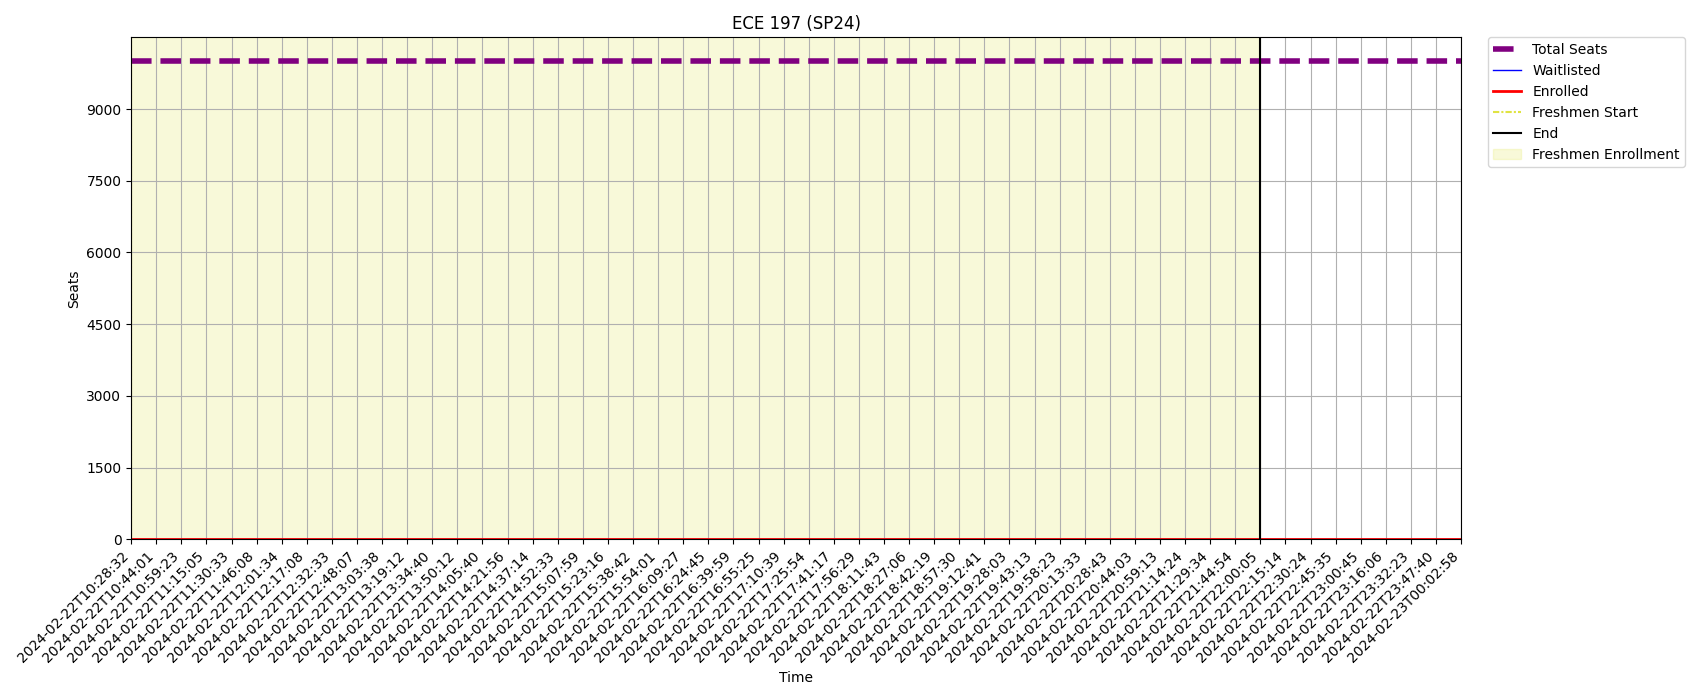 ECE 197 (SP24)
Total Seats
Waitlisted
Enrolled
Freshmen Start
End
Freshmen Enrollment
Seats
9000
7500
6000
4500
3000
1500
0
2024-02-22T10:28:32
2024-02-22T10:44:01
2024-02-22T10:59:23
2024-02-22T11:15:05
2024-02-22T11:30:33
2024-02-22T11:46:08
2024-02-22T12:01:34
2024-02-22T12:17:08
2024-02-22T12:32:33
2024-02-22T12:48:07
2024-02-22T13:03:38
2024-02-22T13:19:12
2024-02-22T13:34:40
2024-02-22T13:50:12
2024-02-22T14:05:40
2024-02-22T14:21:56
2024-02-22T14:37:14
2024-02-22T14:52:33
2024-02-22T15:07:59
2024-02-22T15:23:16
2024-02-22T15:38:42
2024-02-22T15:54:01
2024-02-22T16:09:27
2024-02-22T16:24:45
2024-02-22T16:39:59
2024-02-22T16:55:25
2024-02-22T17:10:39
2024-02-22T17:25:54
2024-02-22T17:41:17
2024-02-22T17:56:29
2024-02-22T18:11:43
2024-02-22T18:27:06
2024-02-22T18:42:19
2024-02-22T18:57:30
2024-02-22T19:12:41
2024-02-22T19:28:03
2024-02-22T19:43:13
2024-02-22T19:58:23
2024-02-22T20:13:33
2024-02-22T20:28:43
2024-02-22T20:44:03
2024-02-22T20:59:13
2024-02-22T21:14:24
2024-02-22T21:29:34
2024-02-22T21:44:54
2024-02-22T22:00:05
2024-02-22T22:15:14
2024-02-22T22:30:24
2024-02-22T22:45:35
2024-02-22T23:00:45
2024-02-22T23:16:06
2024-02-22T23:32:23
2024-02-22T23:47:40
2024-02-23T00:02:58
Time